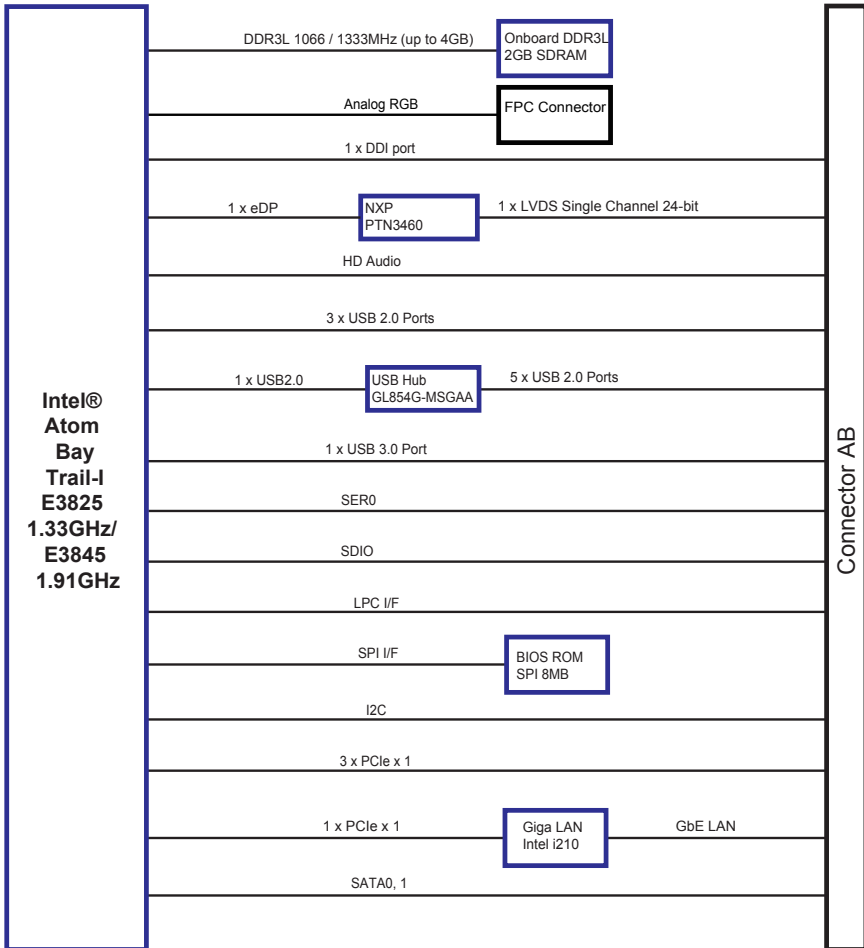 DDR3L 1066 / 1333MHz (up to 4GB)
Onboard DDR3L
2GB SDRAM
Analog RGB
FPC Connector
1 x DDI port
1 x eDP
NXP
PTN3460
1 x LVDS Single Channel 24-bit
HD Audio
3 x USB 2.0 Ports
1 x USB2.0
USB Hub
GL854G-MSGAA
5 x USB 2.0 Ports
Intel®
Atom
Bay
Trail-I
E3825
1.33GHz/
E3845
1.91GHz
1 x USB 3.0 Port
SER0
SDIO
LPC I/F
SPI I/F
BIOS ROM
SPI 8MB
I2C
3 x PCIe x 1
1 x PCIe x 1
Giga LAN
Intel i210
GbE LAN
SATA0, 1
Connector AB